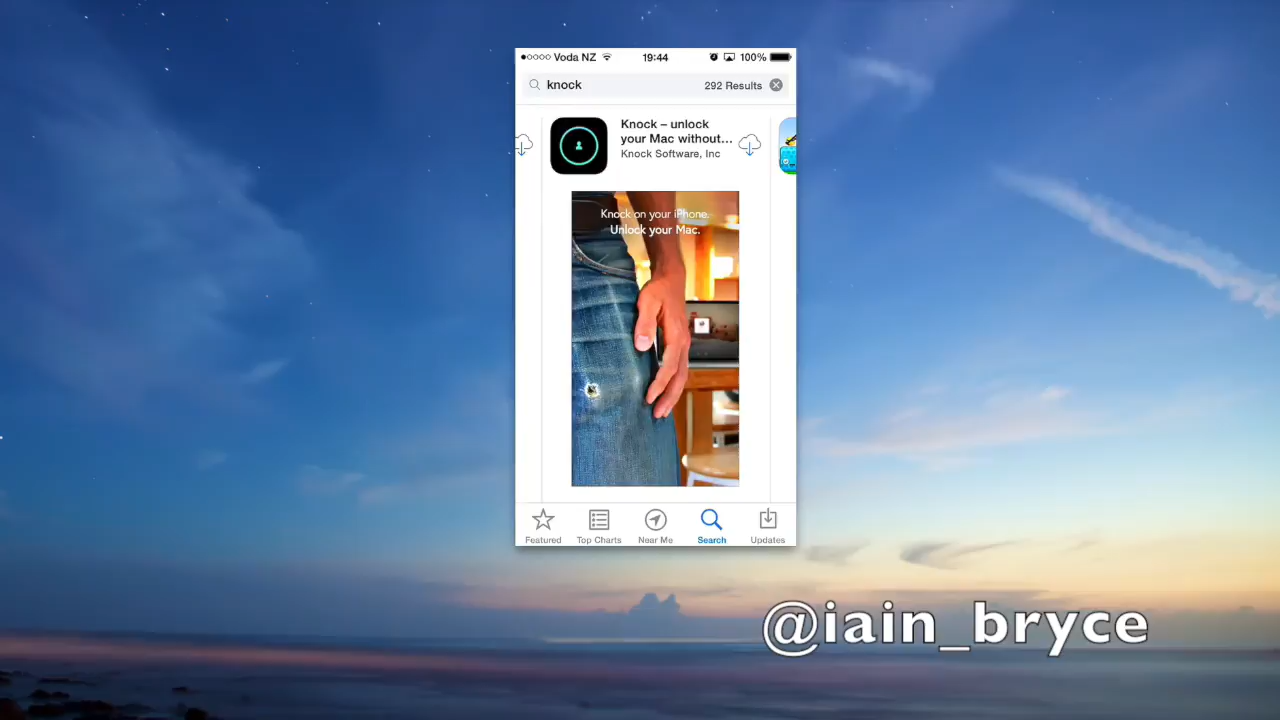 Voda NZ 19:44 100%
knock 292 Results
Knock – unlock
your Mac without...
Knock Software, Inc
Knock on your iPhone.
Unlock your Mac.
Featured Top Charts Near Me Search Updates
@iain_bryce